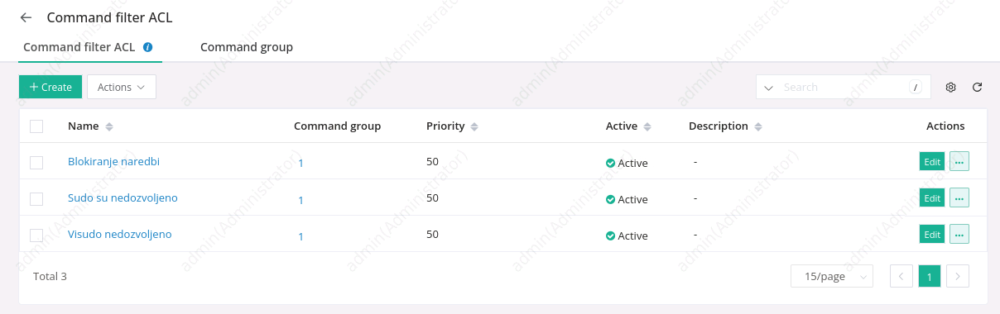 Command filter ACL
Command filter ACL Command group
Create Actions Search /
Name Command group Priority Active Description Actions
Blokiranje naredbi 1 50 Active - Edit ...
Sudo su nedozvoljeno 1 50 Active - Edit ...
Visudo nedozvoljeno 1 50 Active - Edit ...
Total 3 15/page 1
admin(Administrator)